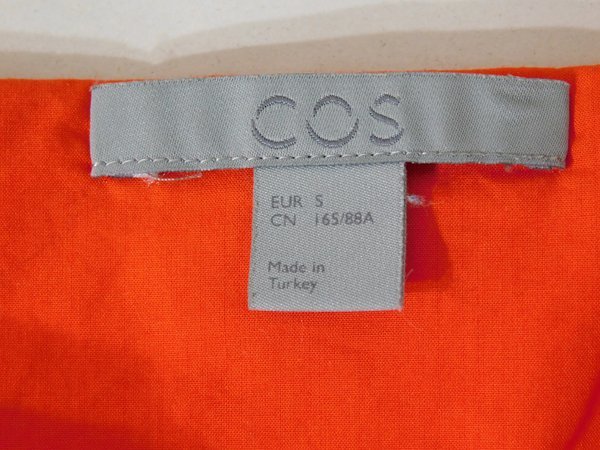 COS
EUR S
CN 165/88A
Made in
Turkey